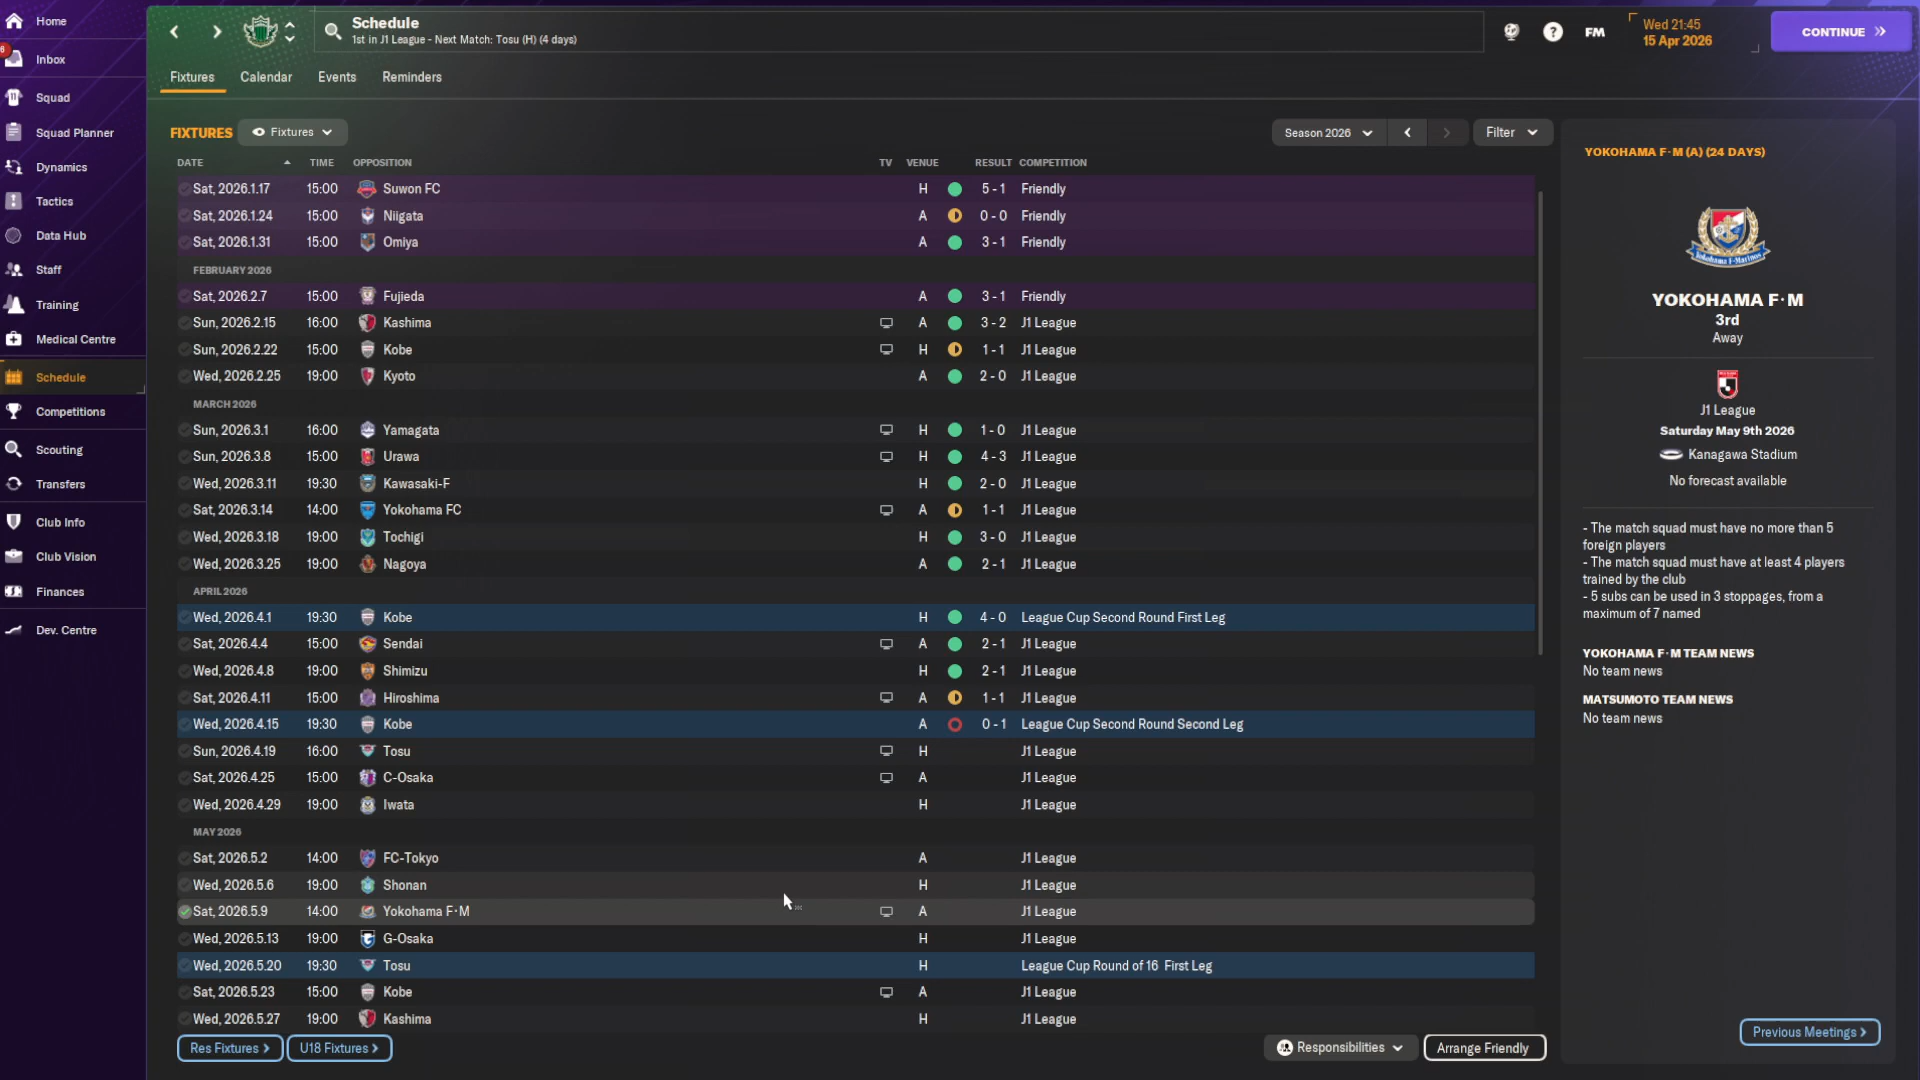 Home
Schedule
1st in J1 League - Next Match: Tosu (H) (4 days)
FM
Wed 21:45
15 Apr 2026
CONTINUE
6
Inbox
Squad
Squad Planner
Dynamics
Tactics
Data Hub
Staff
Training
Medical Centre
Schedule
Competitions
Scouting
Transfers
Club Info
Club Vision
Finances
Dev. Centre
Fixtures Calendar Events Reminders
FIXTURES Fixtures Season 2026 Filter
DATE TIME OPPOSITION TV VENUE RESULT COMPETITION
Sat, 2026.1.17 15:00 Suwon FC H 5 - 1 Friendly
Sat, 2026.1.24 15:00 Niigata A 0 - 0 Friendly
Sat, 2026.1.31 15:00 Omiya A 3 - 1 Friendly
FEBRUARY 2026
Sat, 2026.2.7 15:00 Fujieda A 3 - 1 Friendly
Sun, 2026.2.15 16:00 Kashima A 3 - 2 J1 League
Sun, 2026.2.22 15:00 Kobe H 1 - 1 J1 League
Wed, 2026.2.25 19:00 Kyoto A 2 - 0 J1 League
MARCH 2026
Sun, 2026.3.1 16:00 Yamagata H 1 - 0 J1 League
Sun, 2026.3.8 15:00 Urawa H 4 - 3 J1 League
Wed, 2026.3.11 19:30 Kawasaki-F H 2 - 0 J1 League
Sat, 2026.3.14 14:00 Yokohama FC A 1 - 1 J1 League
Wed, 2026.3.18 19:00 Tochigi H 3 - 0 J1 League
Wed, 2026.3.25 19:00 Nagoya A 2 - 1 J1 League
APRIL 2026
Wed, 2026.4.1 19:30 Kobe H 4 - 0 League Cup Second Round First Leg
Sat, 2026.4.4 15:00 Sendai A 2 - 1 J1 League
Wed, 2026.4.8 19:00 Shimizu H 2 - 1 J1 League
Sat, 2026.4.11 15:00 Hiroshima A 1 - 1 J1 League
Wed, 2026.4.15 19:30 Kobe A 0 - 1 League Cup Second Round Second Leg
Sun, 2026.4.19 16:00 Tosu H J1 League
Sat, 2026.4.25 15:00 C-Osaka A J1 League
Wed, 2026.4.29 19:00 Iwata H J1 League
MAY 2026
Sat, 2026.5.2 14:00 FC-Tokyo A J1 League
Wed, 2026.5.6 19:00 Shonan H J1 League
Sat, 2026.5.9 14:00 Yokohama F·M A J1 League
Wed, 2026.5.13 19:00 G-Osaka H J1 League
Wed, 2026.5.20 19:30 Tosu H League Cup Round of 16 First Leg
Sat, 2026.5.23 15:00 Kobe A J1 League
Wed, 2026.5.27 19:00 Kashima H J1 League
Res Fixtures U18 Fixtures Responsibilities Arrange Friendly
YOKOHAMA F·M (A) (24 DAYS)
YOKOHAMA F·M
3rd
Away
J1 League
Saturday May 9th 2026
Kanagawa Stadium
No forecast available
- The match squad must have no more than 5
foreign players
- The match squad must have at least 4 players
trained by the club
- 5 subs can be used in 3 stoppages, from a
maximum of 7 named
YOKOHAMA F·M TEAM NEWS
No team news
MATSUMOTO TEAM NEWS
No team news
Previous Meetings